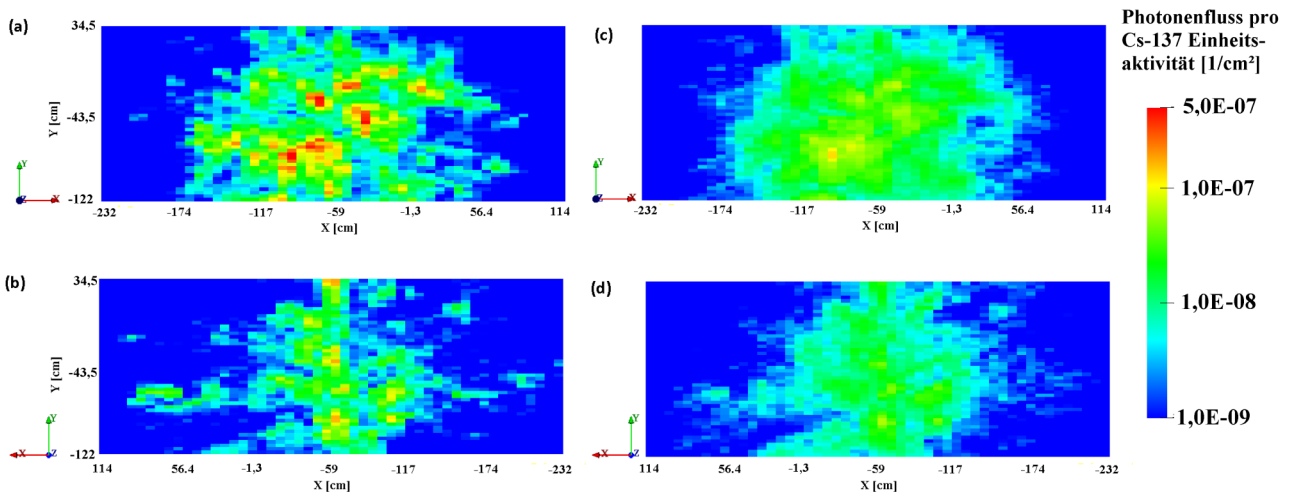 (a)
34,5
-43,5
-122
Y [cm]
-232 -174 -117 -59 -1,3 56.4 114
X [cm]
Y
Z
X
(c)
-232 -174 -117 -59 -1,3 56.4 114
X [cm]
Y
X
Photonenfluss pro
Cs-137 Einheits-
aktivität [1/cm²]
5,0E-07
1,0E-07
1,0E-08
1,0E-09
(b)
34,5
-43,5
-122
Y [cm]
114 56.4 -1,3 -59 -117 -174 -232
X [cm]
Y
X
Z
(d)
114 56.4 -1,3 -59 -117 -174 -232
X [cm]
Y
X
Z